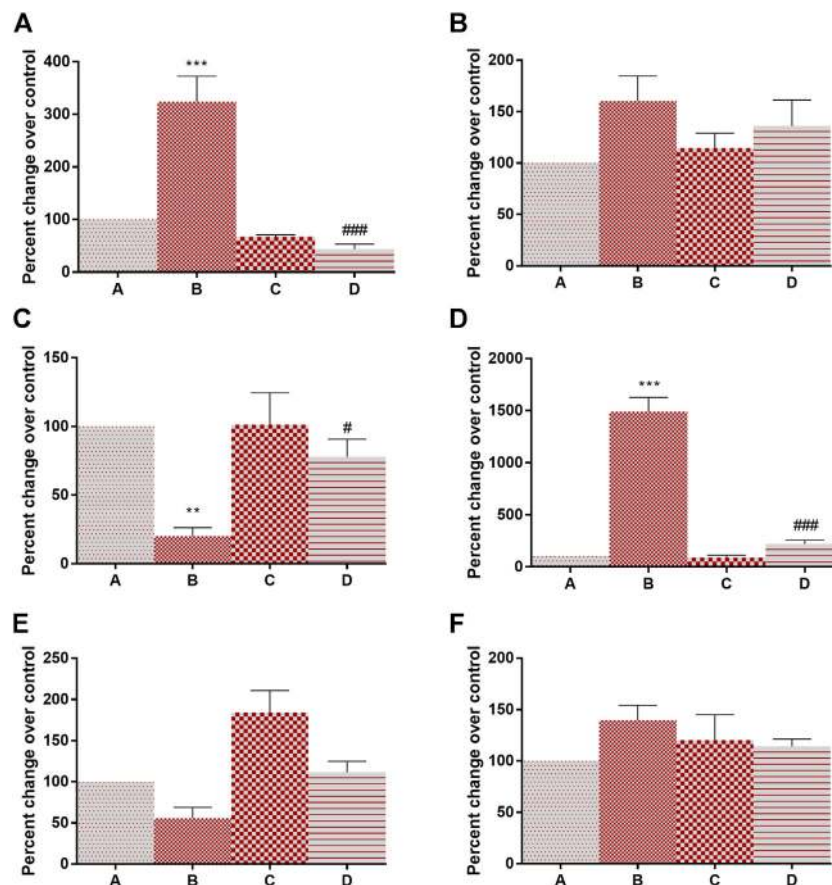 A
Percent change over control
400
300
200
100
0
***
###
A B C D
B
Percent change over control
200
150
100
50
0
A B C D
C
Percent change over control
150
100
50
0
**
#
A B C D
D
Percent change over control
2000
1500
1000
500
0
***
###
A B C D
E
Percent change over control
250
200
150
100
50
0
A B C D
F
Percent change over control
200
150
100
50
0
A B C D